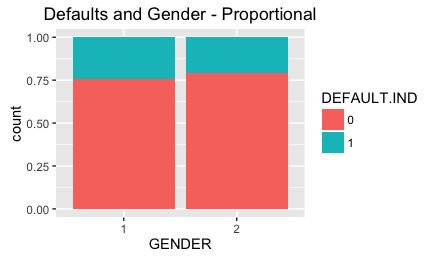 Defaults and Gender - Proportional
1.00
0.75
0.50
0.25
0.00
count
1
2
GENDER
DEFAULT.IND
0
1